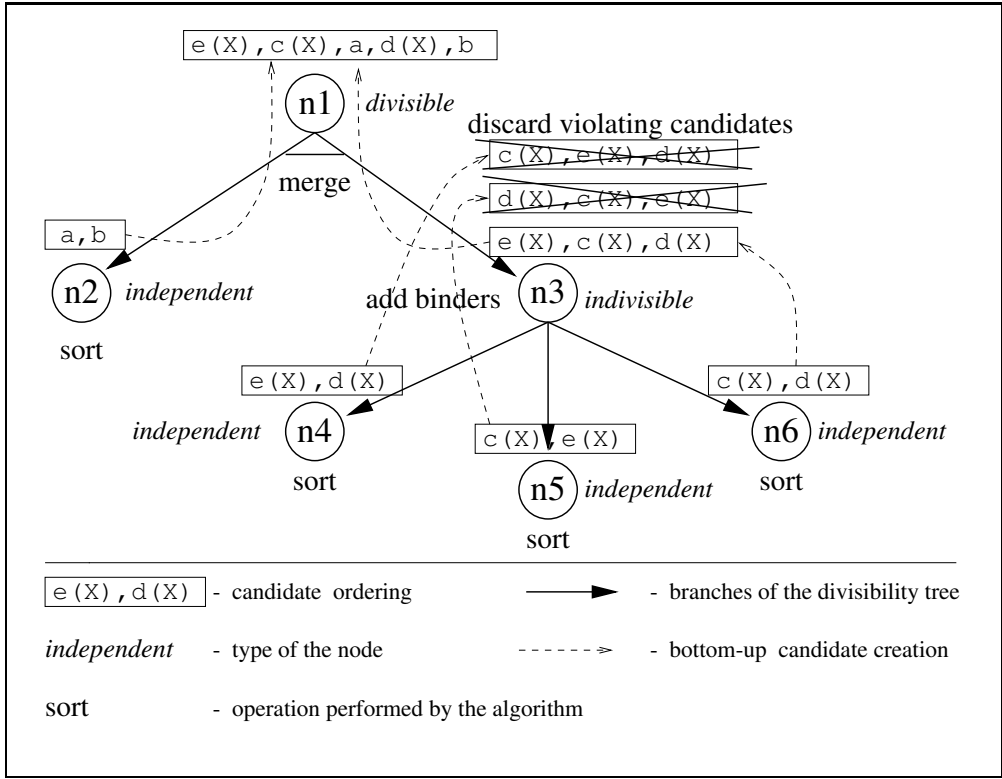 e(X),c(X),a,d(X),b
n1
divisible
discard violating candidates
c(X),e(X),d(X)
merge
d(X),c(X),e(X)
a,b
e(X),c(X),d(X)
n2
independent
add binders
n3
indivisible
sort
e(X),d(X)
c(X),d(X)
independent
n4
c(X),e(X)
n6
independent
sort
n5
independent
sort
sort
e(X),d(X)
- candidate ordering
- branches of the divisibility tree
independent
- type of the node
- bottom-up candidate creation
sort
- operation performed by the algorithm